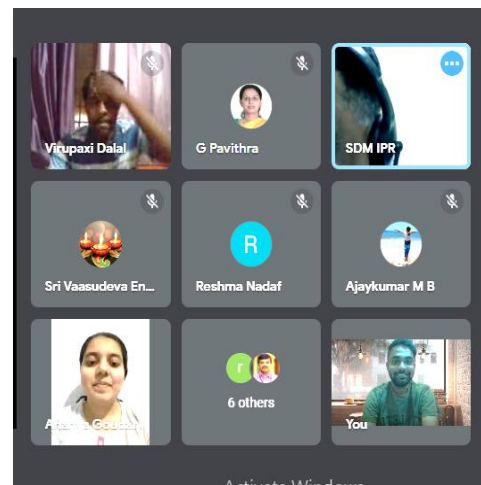 Virupaxi Dalal
G Pavithra
SDM IPR
Sri Vaasudeva En...
R
Reshma Nadaf
Ajaykumar M B
r
6 others
You
Activate Windows